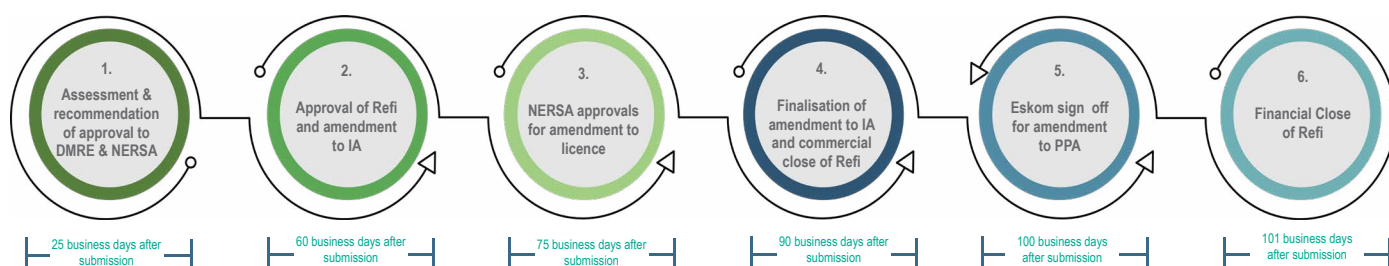 1.
Assessment &
recommendation
of approval to
DMRE & NERSA
2.
Approval of Refi
and amendment
to IA
3.
NERSA approvals
for amendment to
licence
4.
Finalisation of
amendment to IA
and commercial
close of Refi
5.
Eskom sign off
for amendment
to PPA
6.
Financial Close
of Refi
25 business days after
submission
60 business days after
submission
75 business days after
submission
90 business days after
submission
100 business days
after submission
101 business days
after submission